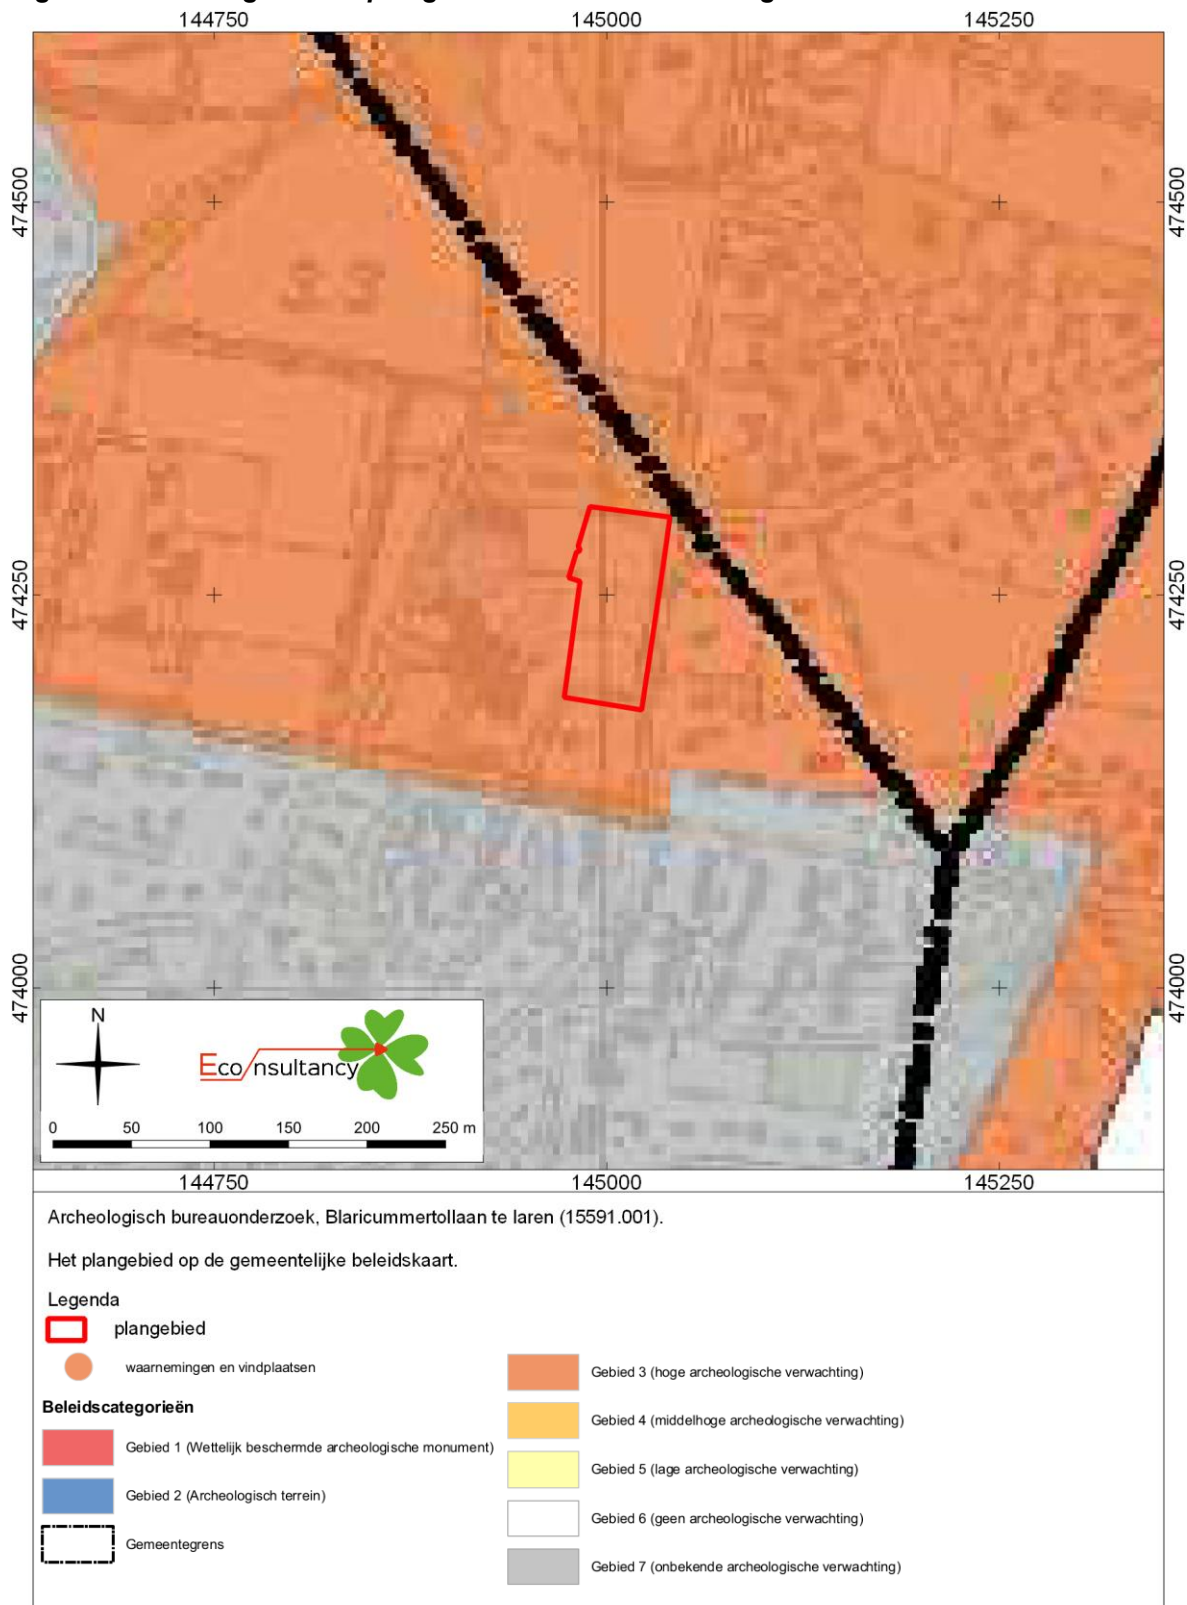 144750 145000 145250
474500 474500
474250 474250
474000 474000
N
Econsultancy
0 50 100 150 200 250 m
144750 145000 145250
Archeologisch bureauonderzoek, Blaricummertollaan te laren (15591.001).
Het plangebied op de gemeentelijke beleidskaart.
Legenda
plangebied
waarnemingen en vindplaatsen
Beleidscategorieën
Gebied 1 (Wettelijk beschermde archeologische monument)
Gebied 2 (Archeologisch terrein)
Gemeentegrens
Gebied 3 (hoge archeologische verwachting)
Gebied 4 (middelhoge archeologische verwachting)
Gebied 5 (lage archeologische verwachting)
Gebied 6 (geen archeologische verwachting)
Gebied 7 (onbekende archeologische verwachting)